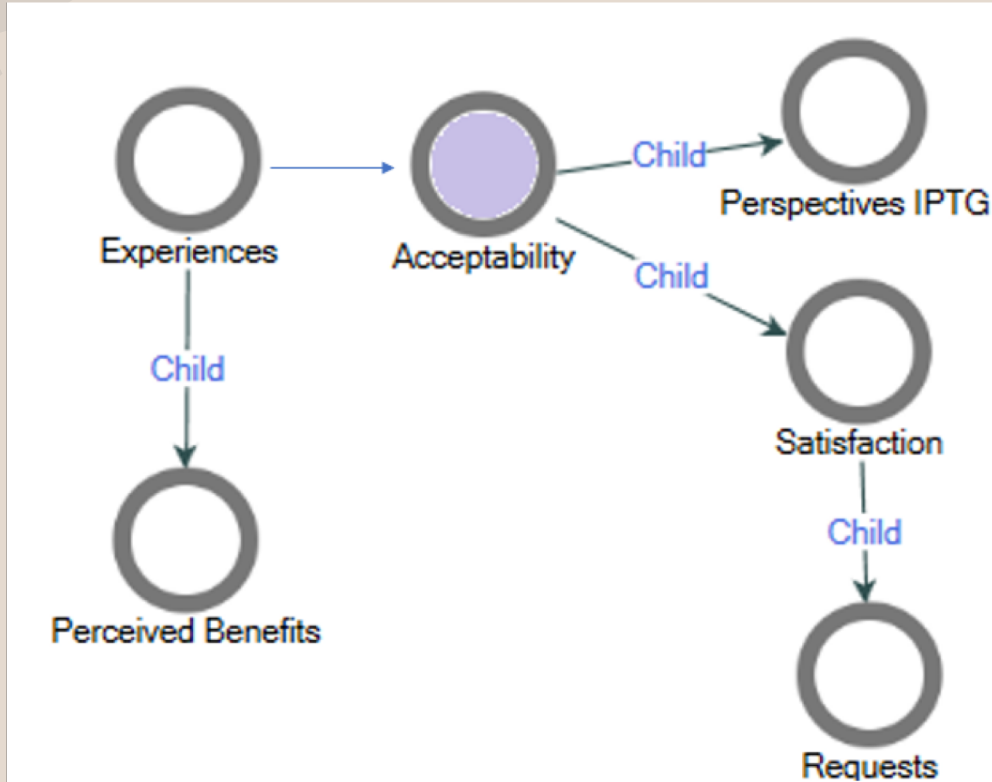 Child
Perspectives IPTG
Experiences
Acceptability
Child
Child
Satisfaction
Child
Perceived Benefits
Requests